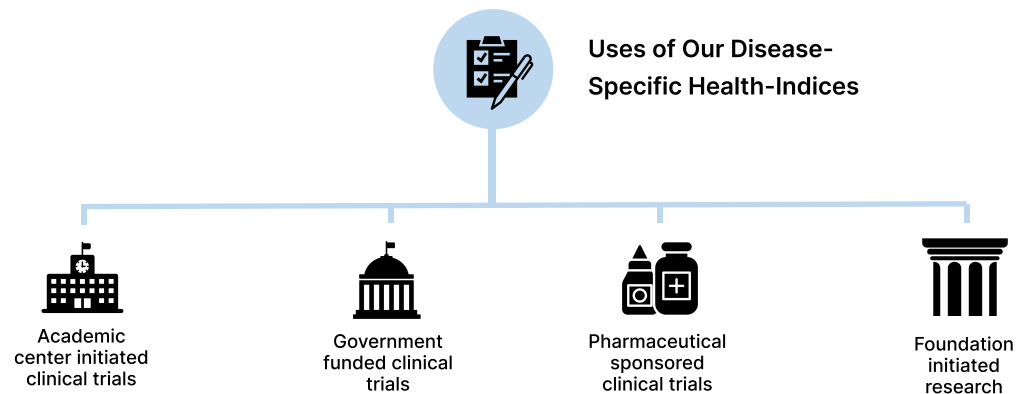 Uses of Our Disease-
Specific Health-Indices
Academic
center initiated
clinical trials
Government
funded clinical
trials
Pharmaceutical
sponsored
clinical trials
Foundation
initiated
research